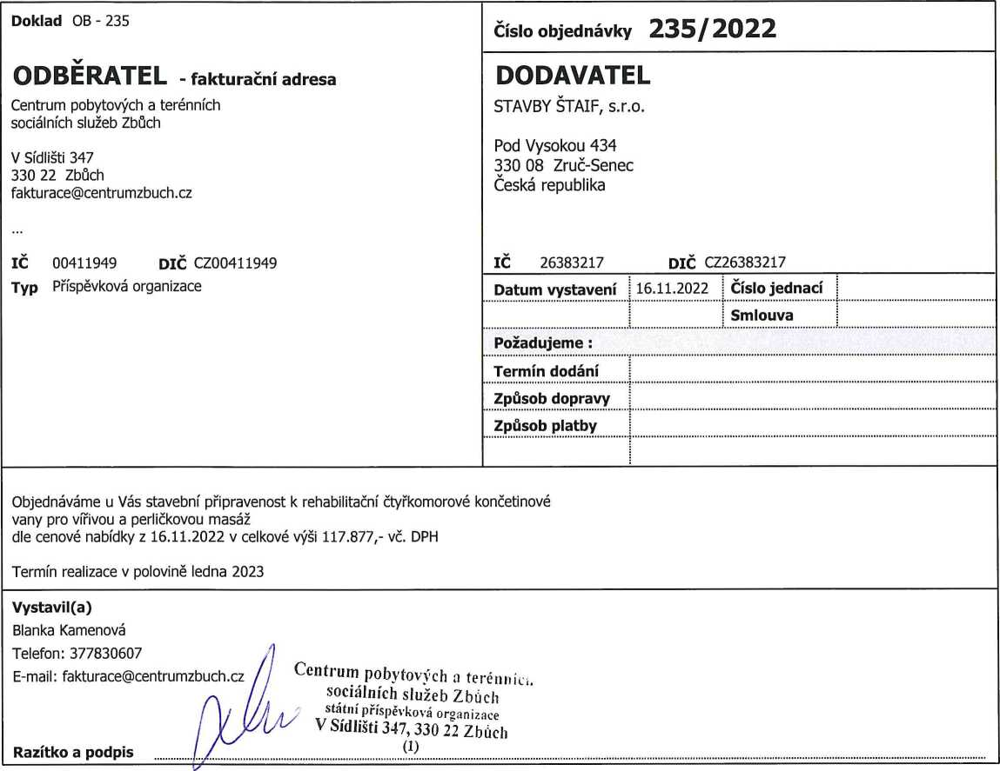 Doklad OB - 235
Číslo objednávky 235/2022
ODBĚRATEL - fakturační adresa
Centrum pobytových a terénních
sociálních služeb Zbůch
V Sídlišti 347
330 22 Zbůch
fakturace@centrumzbuch.cz
...
IČ 00411949 DIČ CZ00411949
Typ Příspěvková organizace
DODAVATEL
STAVBY ŠTAIF, s.r.o.
Pod Vysokou 434
330 08 Zruč-Senec
Česká republika
IČ 26383217 DIČ CZ26383217
Datum vystavení 16.11.2022 Číslo jednací
Smlouva
Požadujeme :
Termín dodání
Způsob dopravy
Způsob platby
Objednáváme u Vás stavební připravenost k rehabilitační čtyřkomorové končetinové
vany pro vířivou a perličkovou masáž
dle cenové nabídky z 16.11.2022 v celkové výši 117.877,- vč. DPH
Termín realizace v polovině ledna 2023
Vystavil(a)
Blanka Kamenová
Telefon: 377830607
E-mail: fakturace@centrumzbuch.cz
Centrum pobytových a terénních
sociálních služeb Zbůch
státní příspěvková organizace
V Sídlišti 347, 330 22 Zbůch
(1)
Razítko a podpis